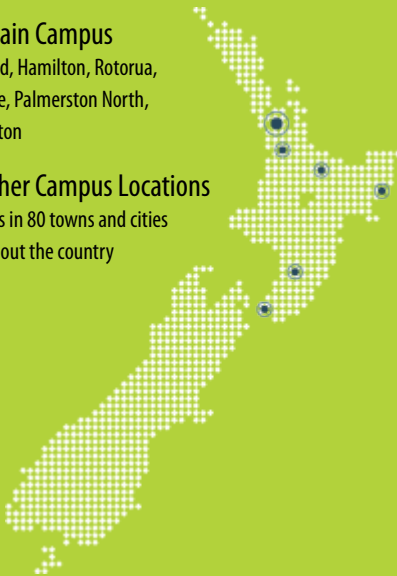 ain Campus
d, Hamilton, Rotorua,
e, Palmerston North,
ton
her Campus Locations
s in 80 towns and cities
out the country